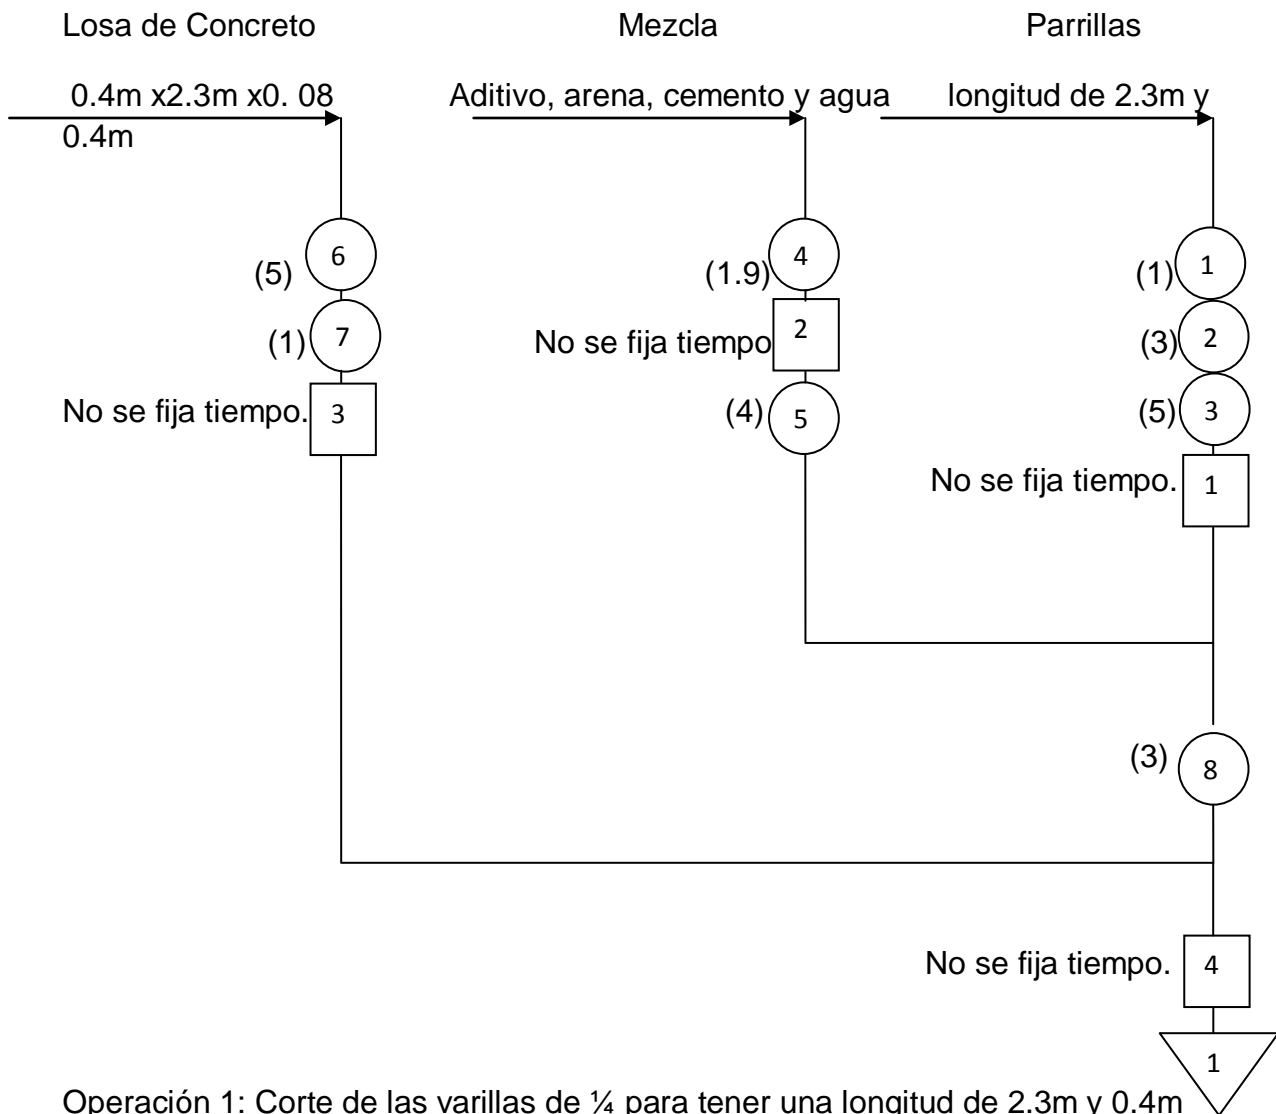 Losa de Concreto Mezcla Parrillas
0.4m x2.3m x0. 08 Aditivo, arena, cemento y agua longitud de 2.3m y
0.4m
6 4 1
(5) (1.9) (1)
7 2 2
(1) No se fija tiempo (3)
No se fija tiempo. 3 (4) 5 (5) 3
No se fija tiempo. 1
(3) 8
No se fija tiempo. 4
1
Operación 1: Corte de las varillas de ¼ para tener una longitud de 2.3m y 0.4m